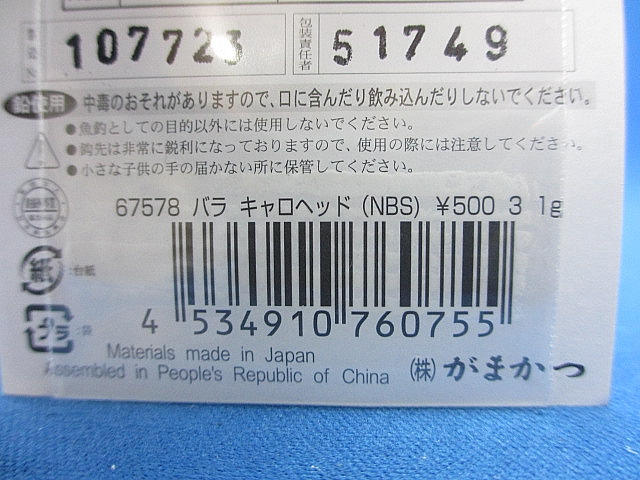 包装責任者
51749
鉛使用
中毒のおそれがありますので、口に含んだり飲み込んだりしないでください。
●魚釣としての目的以外には使用しないでください。
●鈎先は非常に鋭利になっておりますので、使用の際には注意してください。
●小さな子供の手の届かない所に保管してください。
67578 バラ キャロヘッド (NBS) ¥500 3 1g
4 534910 760755
紙 :台紙
プラ :袋
Materials made in Japan
Assembled in People's Republic of China
(株) がまかつ